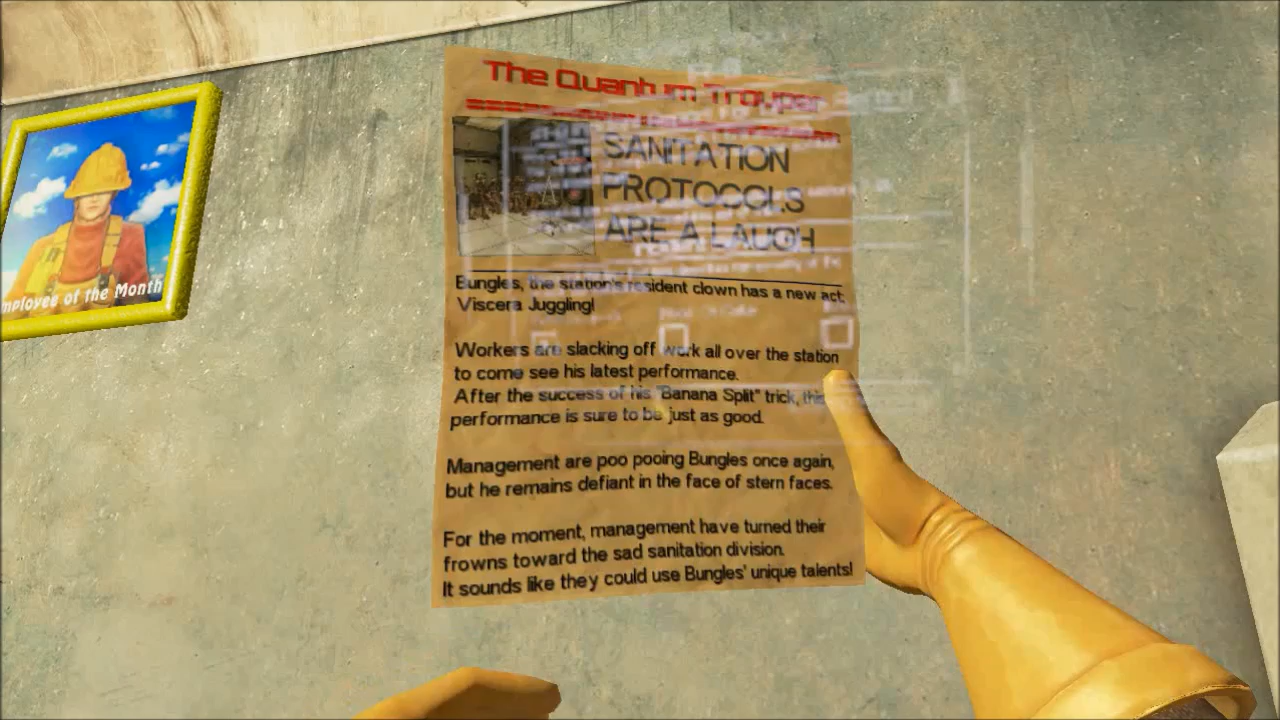 The Quantum Trouper
SANITATION
PROTOCOLS
ARE A LAUGH
Bungles, the station's resident clown has a new act;
Viscera Juggling!
Workers are slacking off work all over the station
to come see his latest performance.
After the success of his "Banana Split" trick, this
performance is sure to be just as good.
Management are poo pooing Bungles once again,
but he remains defiant in the face of stern faces.
For the moment, management have turned their
frowns toward the sad sanitation division.
It sounds like they could use Bungles' unique talents!
mployee of the Month